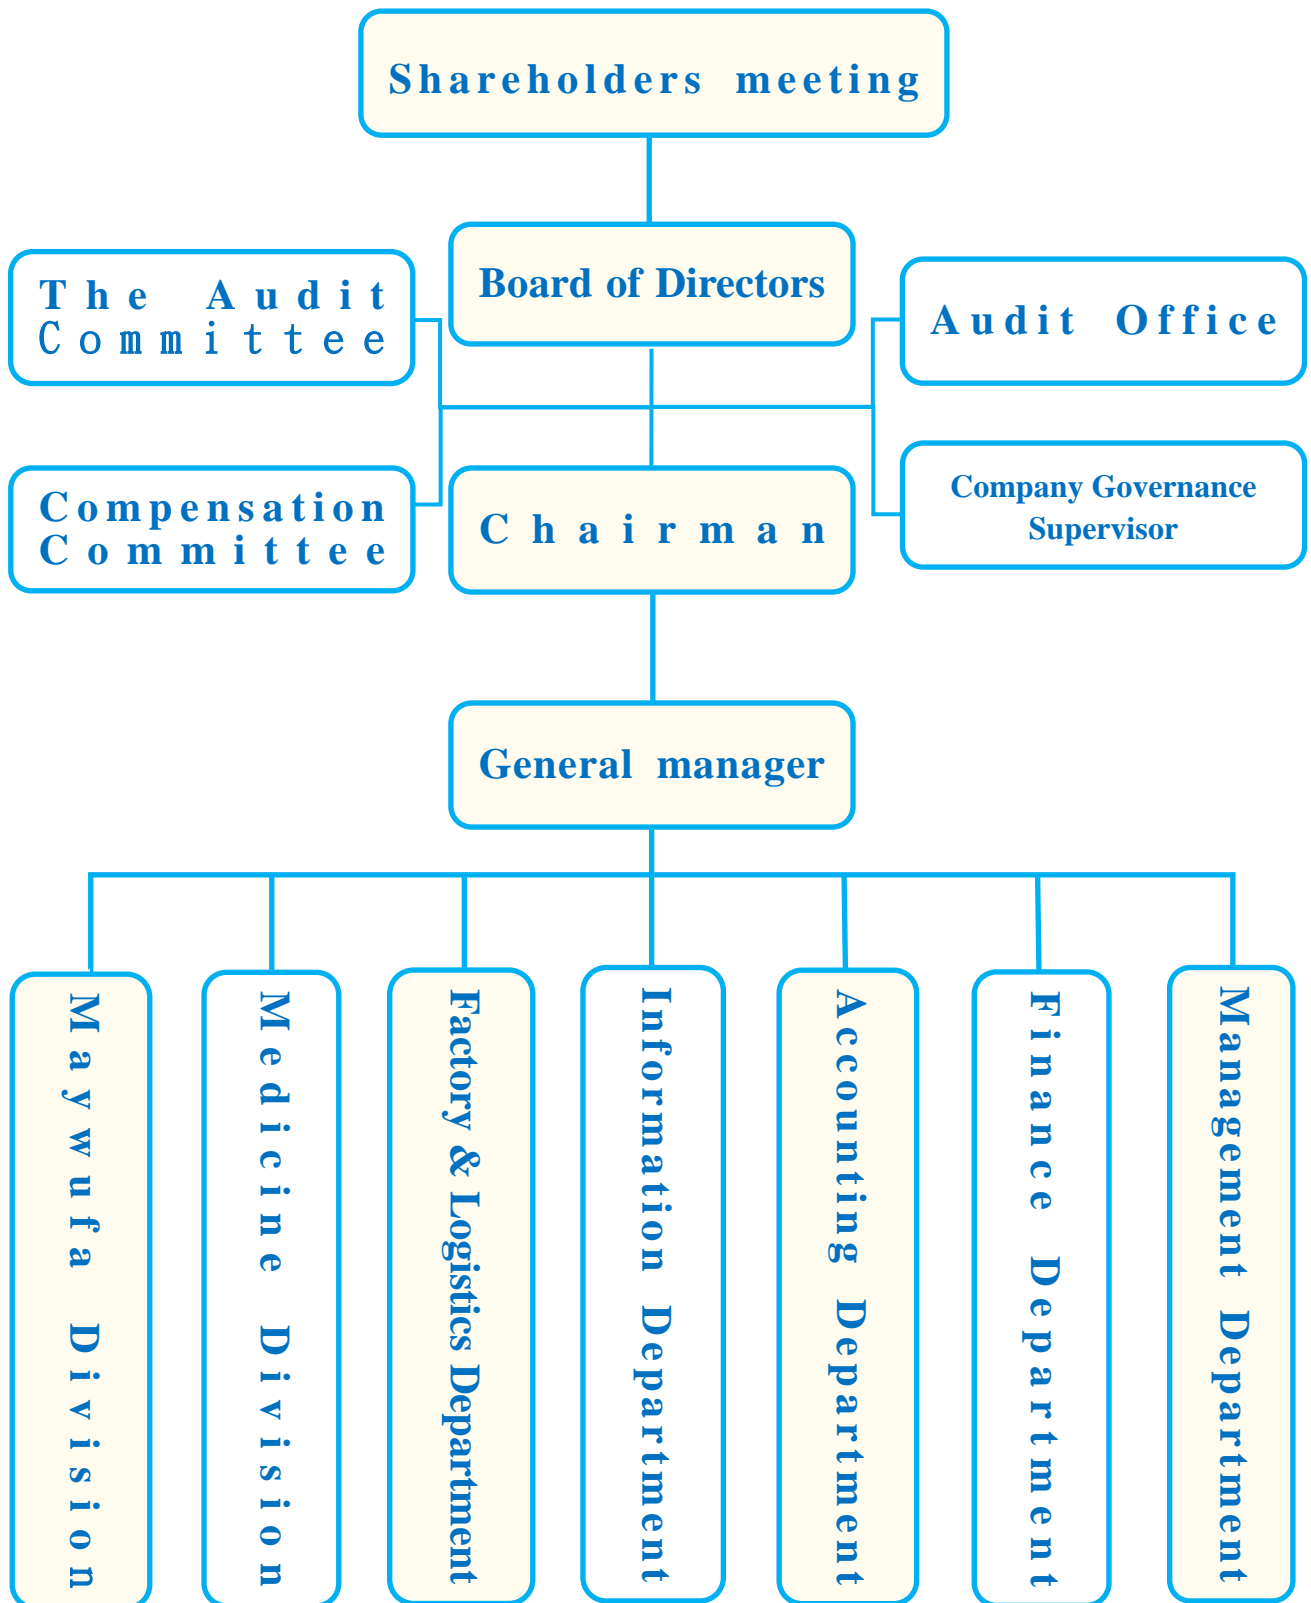 Shareholders meeting
Board of Directors
The Audit
Committee
Audit Office
Compensation
Committee
Chairman
Company Governance
Supervisor
General manager
Maywufa Division
Medicine Division
Factory & Logistics Department
Information Department
Accounting Department
Finance Department
Management Department